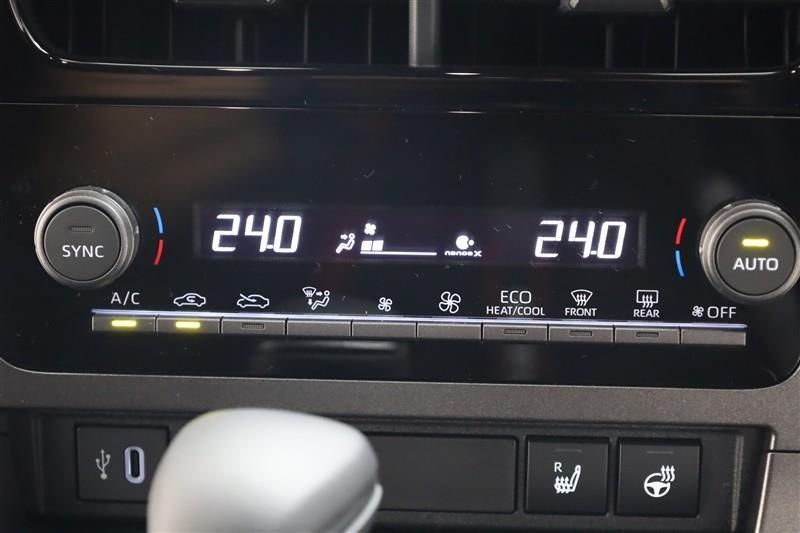 24.0 nanoe X 24.0
SYNC
AUTO
A/C ECO HEAT/COOL FRONT REAR OFF
R